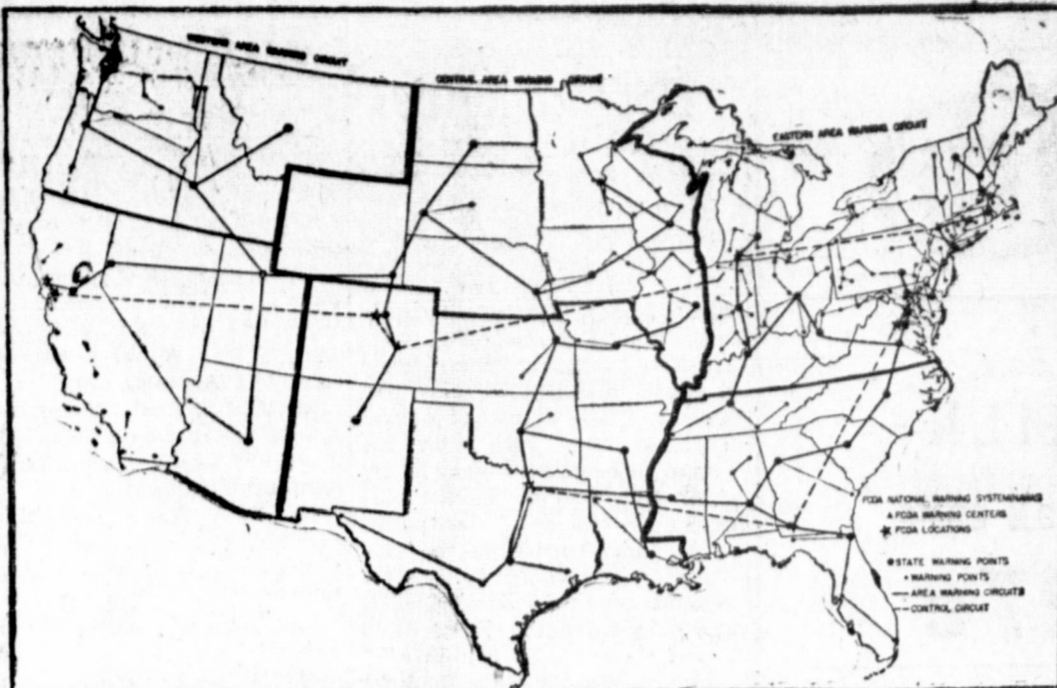 WESTERN AREA WARNING CIRCUIT
CENTRAL AREA WARNING CIRCUIT
EASTERN AREA WARNING CIRCUIT
FCDA NATIONAL WARNING SYSTEM(NAWAS)
▲ FCDA WARNING CENTERS
FCDA LOCATIONS
● STATE WARNING POINTS
• WARNING POINTS
— AREA WARNING CIRCUITS
--- CONTROL CIRCUIT